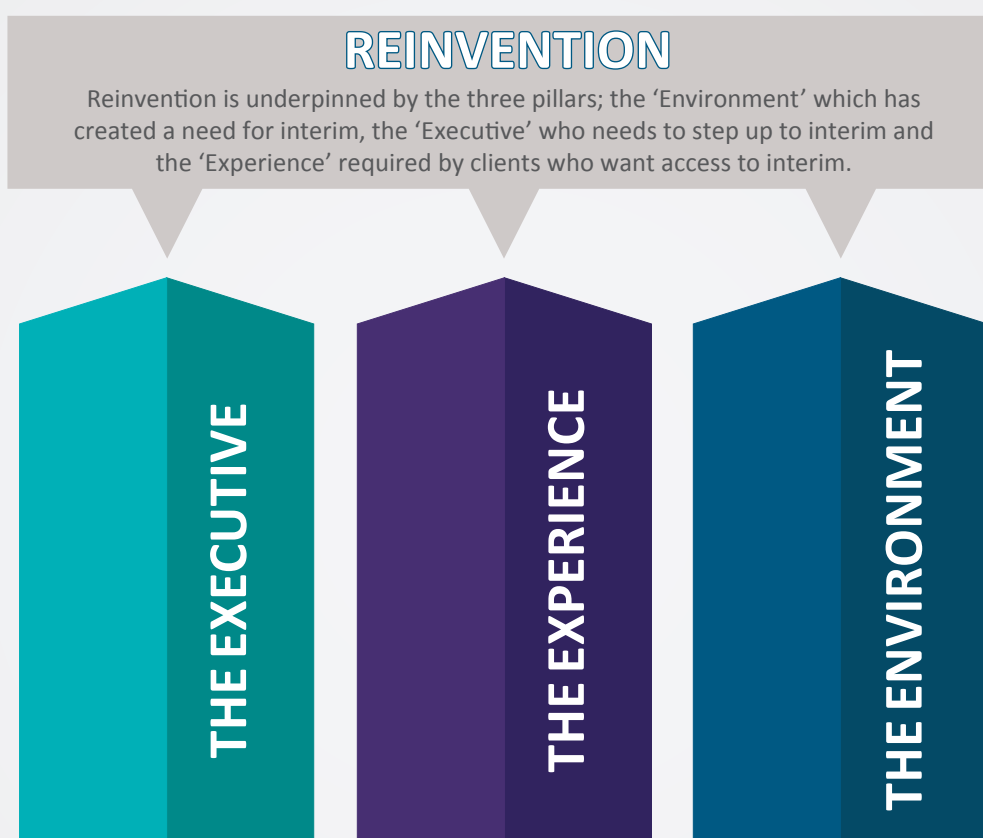 REINVENTION
Reinvention is underpinned by the three pillars; the ‘Environment’ which has
created a need for interim, the ‘Executive’ who needs to step up to interim and
the ‘Experience’ required by clients who want access to interim.
THE EXECUTIVE
THE EXPERIENCE
THE ENVIRONMENT